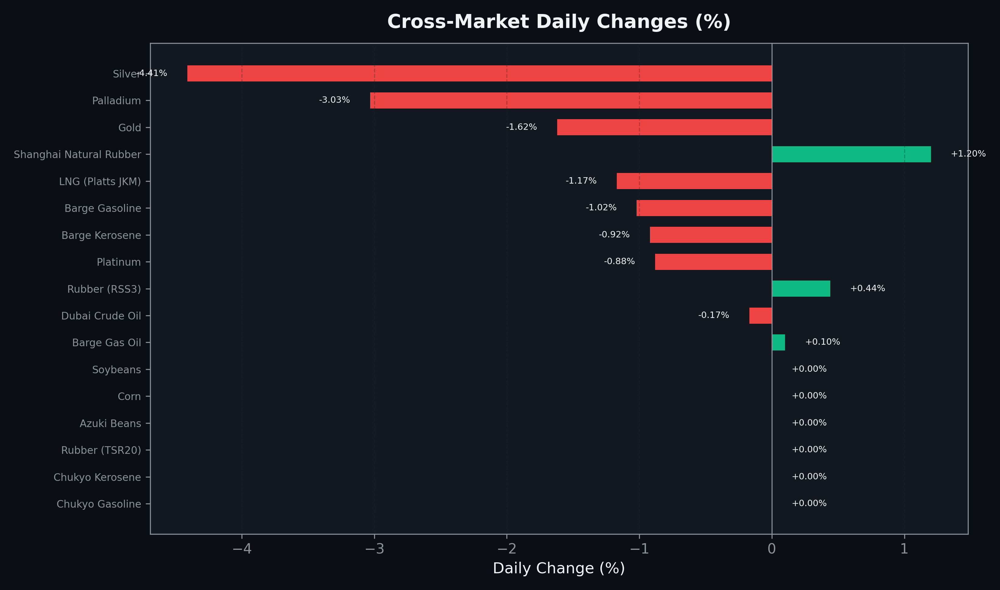 Cross-Market Daily Changes (%)
Silver -4.41%
Palladium -3.03%
Gold -1.62%
Shanghai Natural Rubber +1.20%
LNG (Platts JKM) -1.17%
Barge Gasoline -1.02%
Barge Kerosene -0.92%
Platinum -0.88%
Rubber (RSS3) +0.44%
Dubai Crude Oil -0.17%
Barge Gas Oil +0.10%
Soybeans +0.00%
Corn +0.00%
Azuki Beans +0.00%
Rubber (TSR20) +0.00%
Chukyo Kerosene +0.00%
Chukyo Gasoline +0.00%
−4 −3 −2 −1 0 1
Daily Change (%)